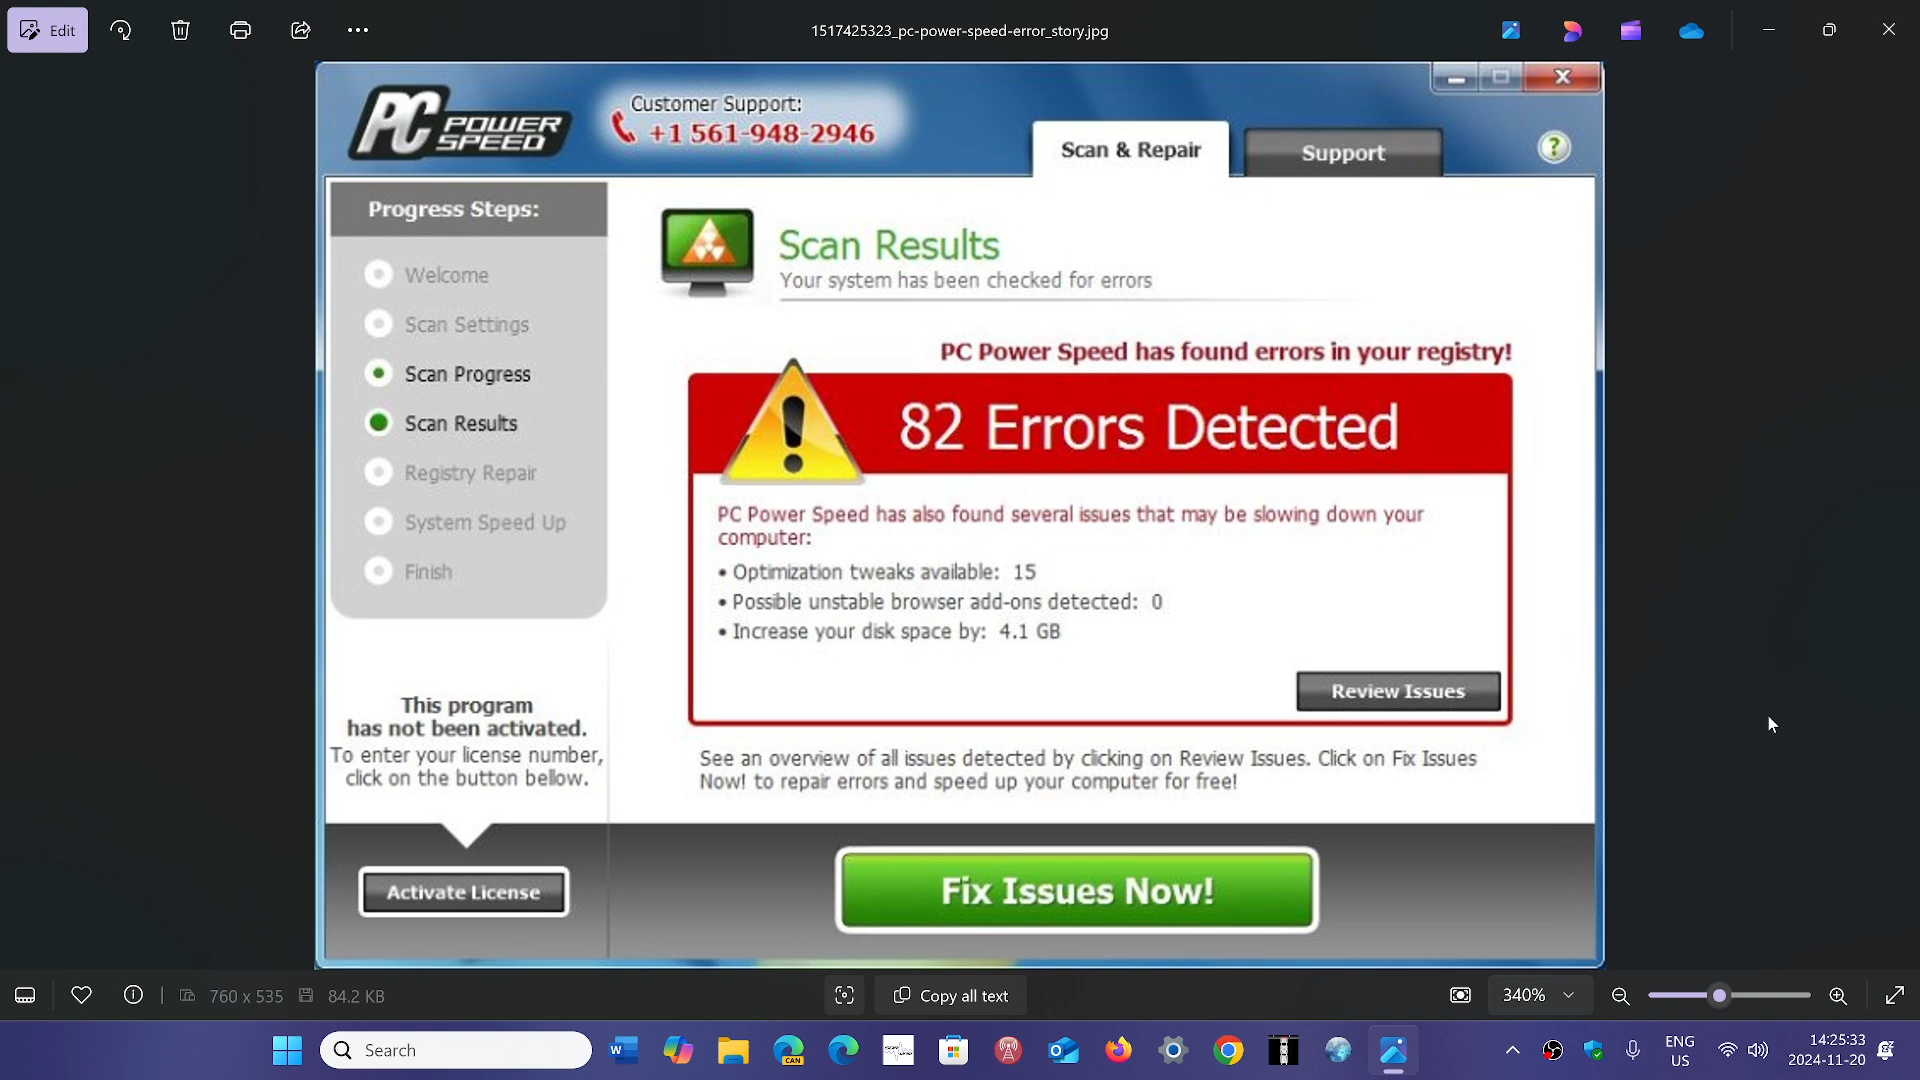 Edit
1517425323_pc-power-speed-error_story.jpg
PC POWER SPEED
Customer Support:
+1 561-948-2946
Scan & Repair
Support
?
Progress Steps:
Welcome
Scan Settings
Scan Progress
Scan Results
Registry Repair
System Speed Up
Finish
This program
has not been activated.
To enter your license number,
click on the button bellow.
Activate License
Scan Results
Your system has been checked for errors
PC Power Speed has found errors in your registry!
82 Errors Detected
PC Power Speed has also found several issues that may be slowing down your
computer:
• Optimization tweaks available: 15
• Possible unstable browser add-ons detected: 0
• Increase your disk space by: 4.1 GB
Review Issues
See an overview of all issues detected by clicking on Review Issues. Click on Fix Issues
Now! to repair errors and speed up your computer for free!
Fix Issues Now!
760 x 535
84.2 KB
Copy all text
340%
Search
W
CAN
ENG
US
14:25:33
2024-11-20